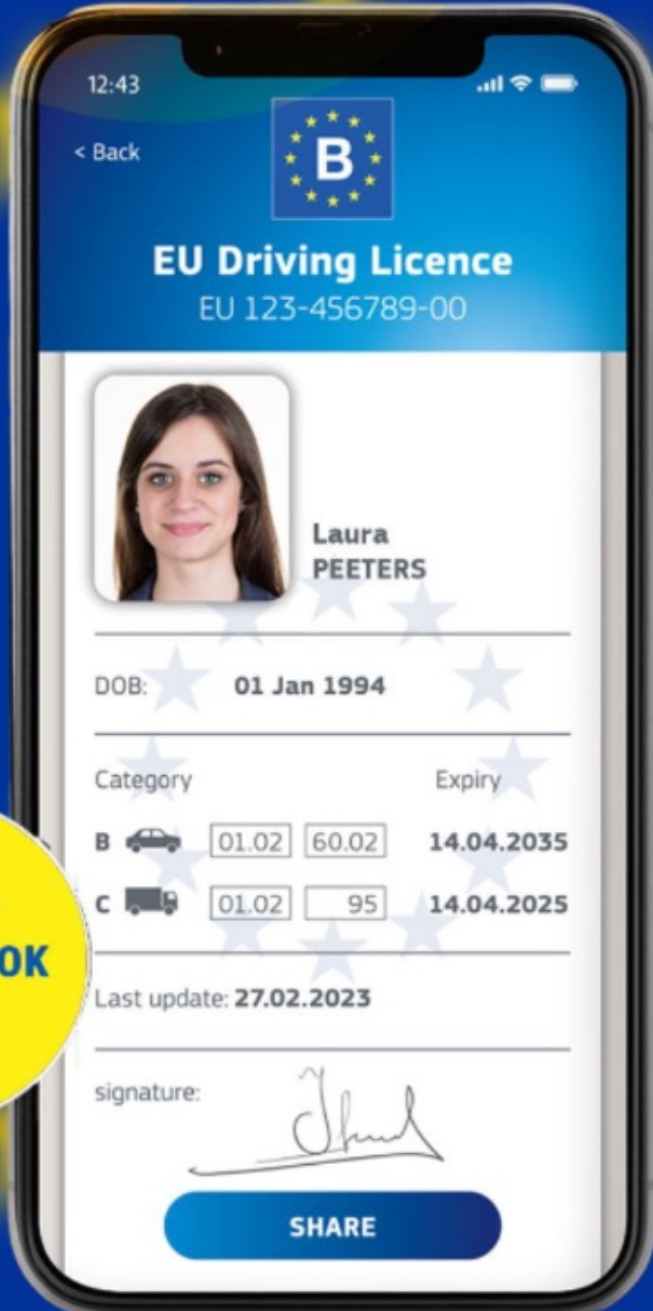 12:43
< Back
B
EU Driving Licence
EU 123-456789-00
Laura
PEETERS
DOB: 01 Jan 1994
Category Expiry
B 01.02 60.02 14.04.2035
C 01.02 95 14.04.2025
OK
Last update: 27.02.2023
signature:
SHARE